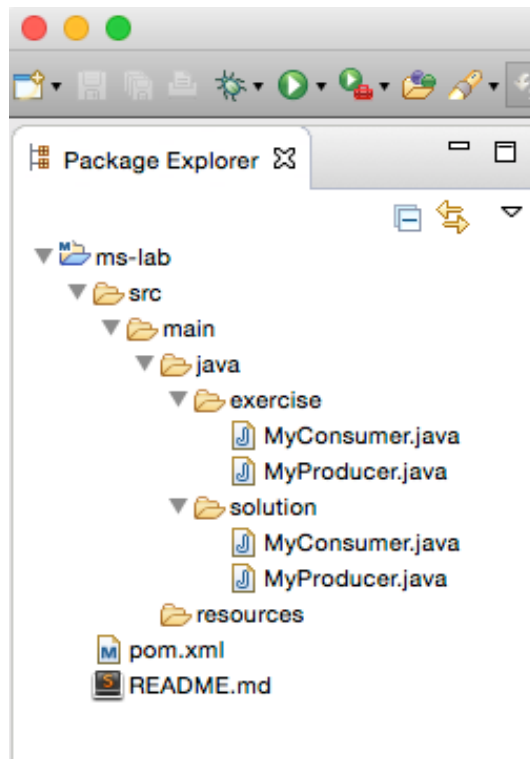 Package Explorer
ms-lab
src
main
java
exercise
MyConsumer.java
MyProducer.java
solution
MyConsumer.java
MyProducer.java
resources
pom.xml
README.md